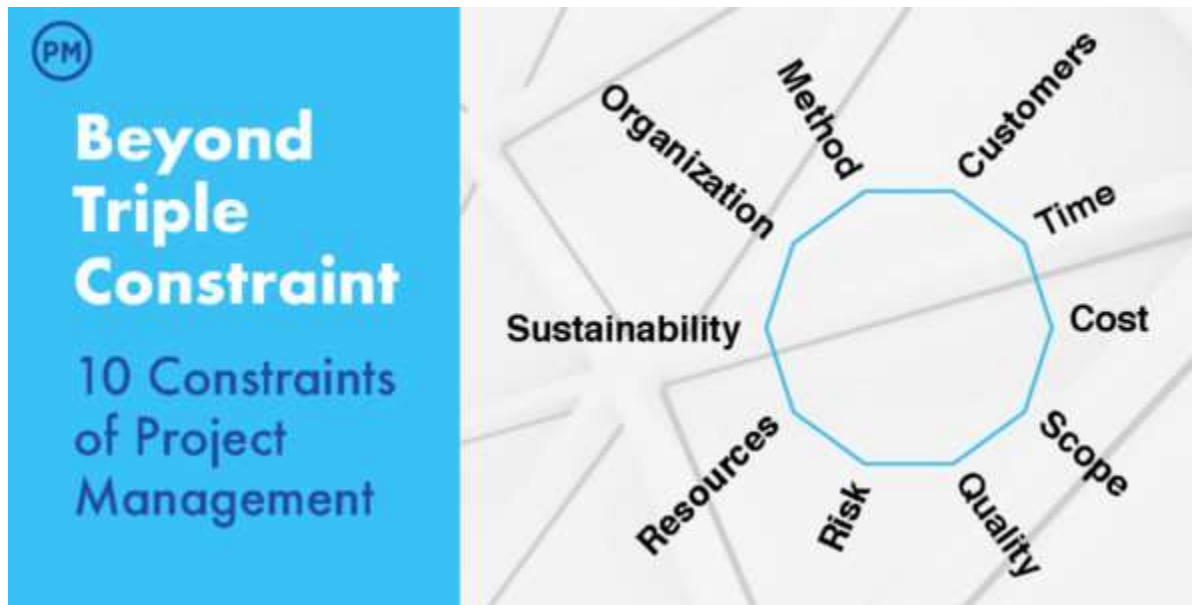 PM
Beyond
Triple
Constraint
10 Constraints
of Project
Management
Organization
Method
Customers
Time
Cost
Scope
Quality
Risk
Resources
Sustainability